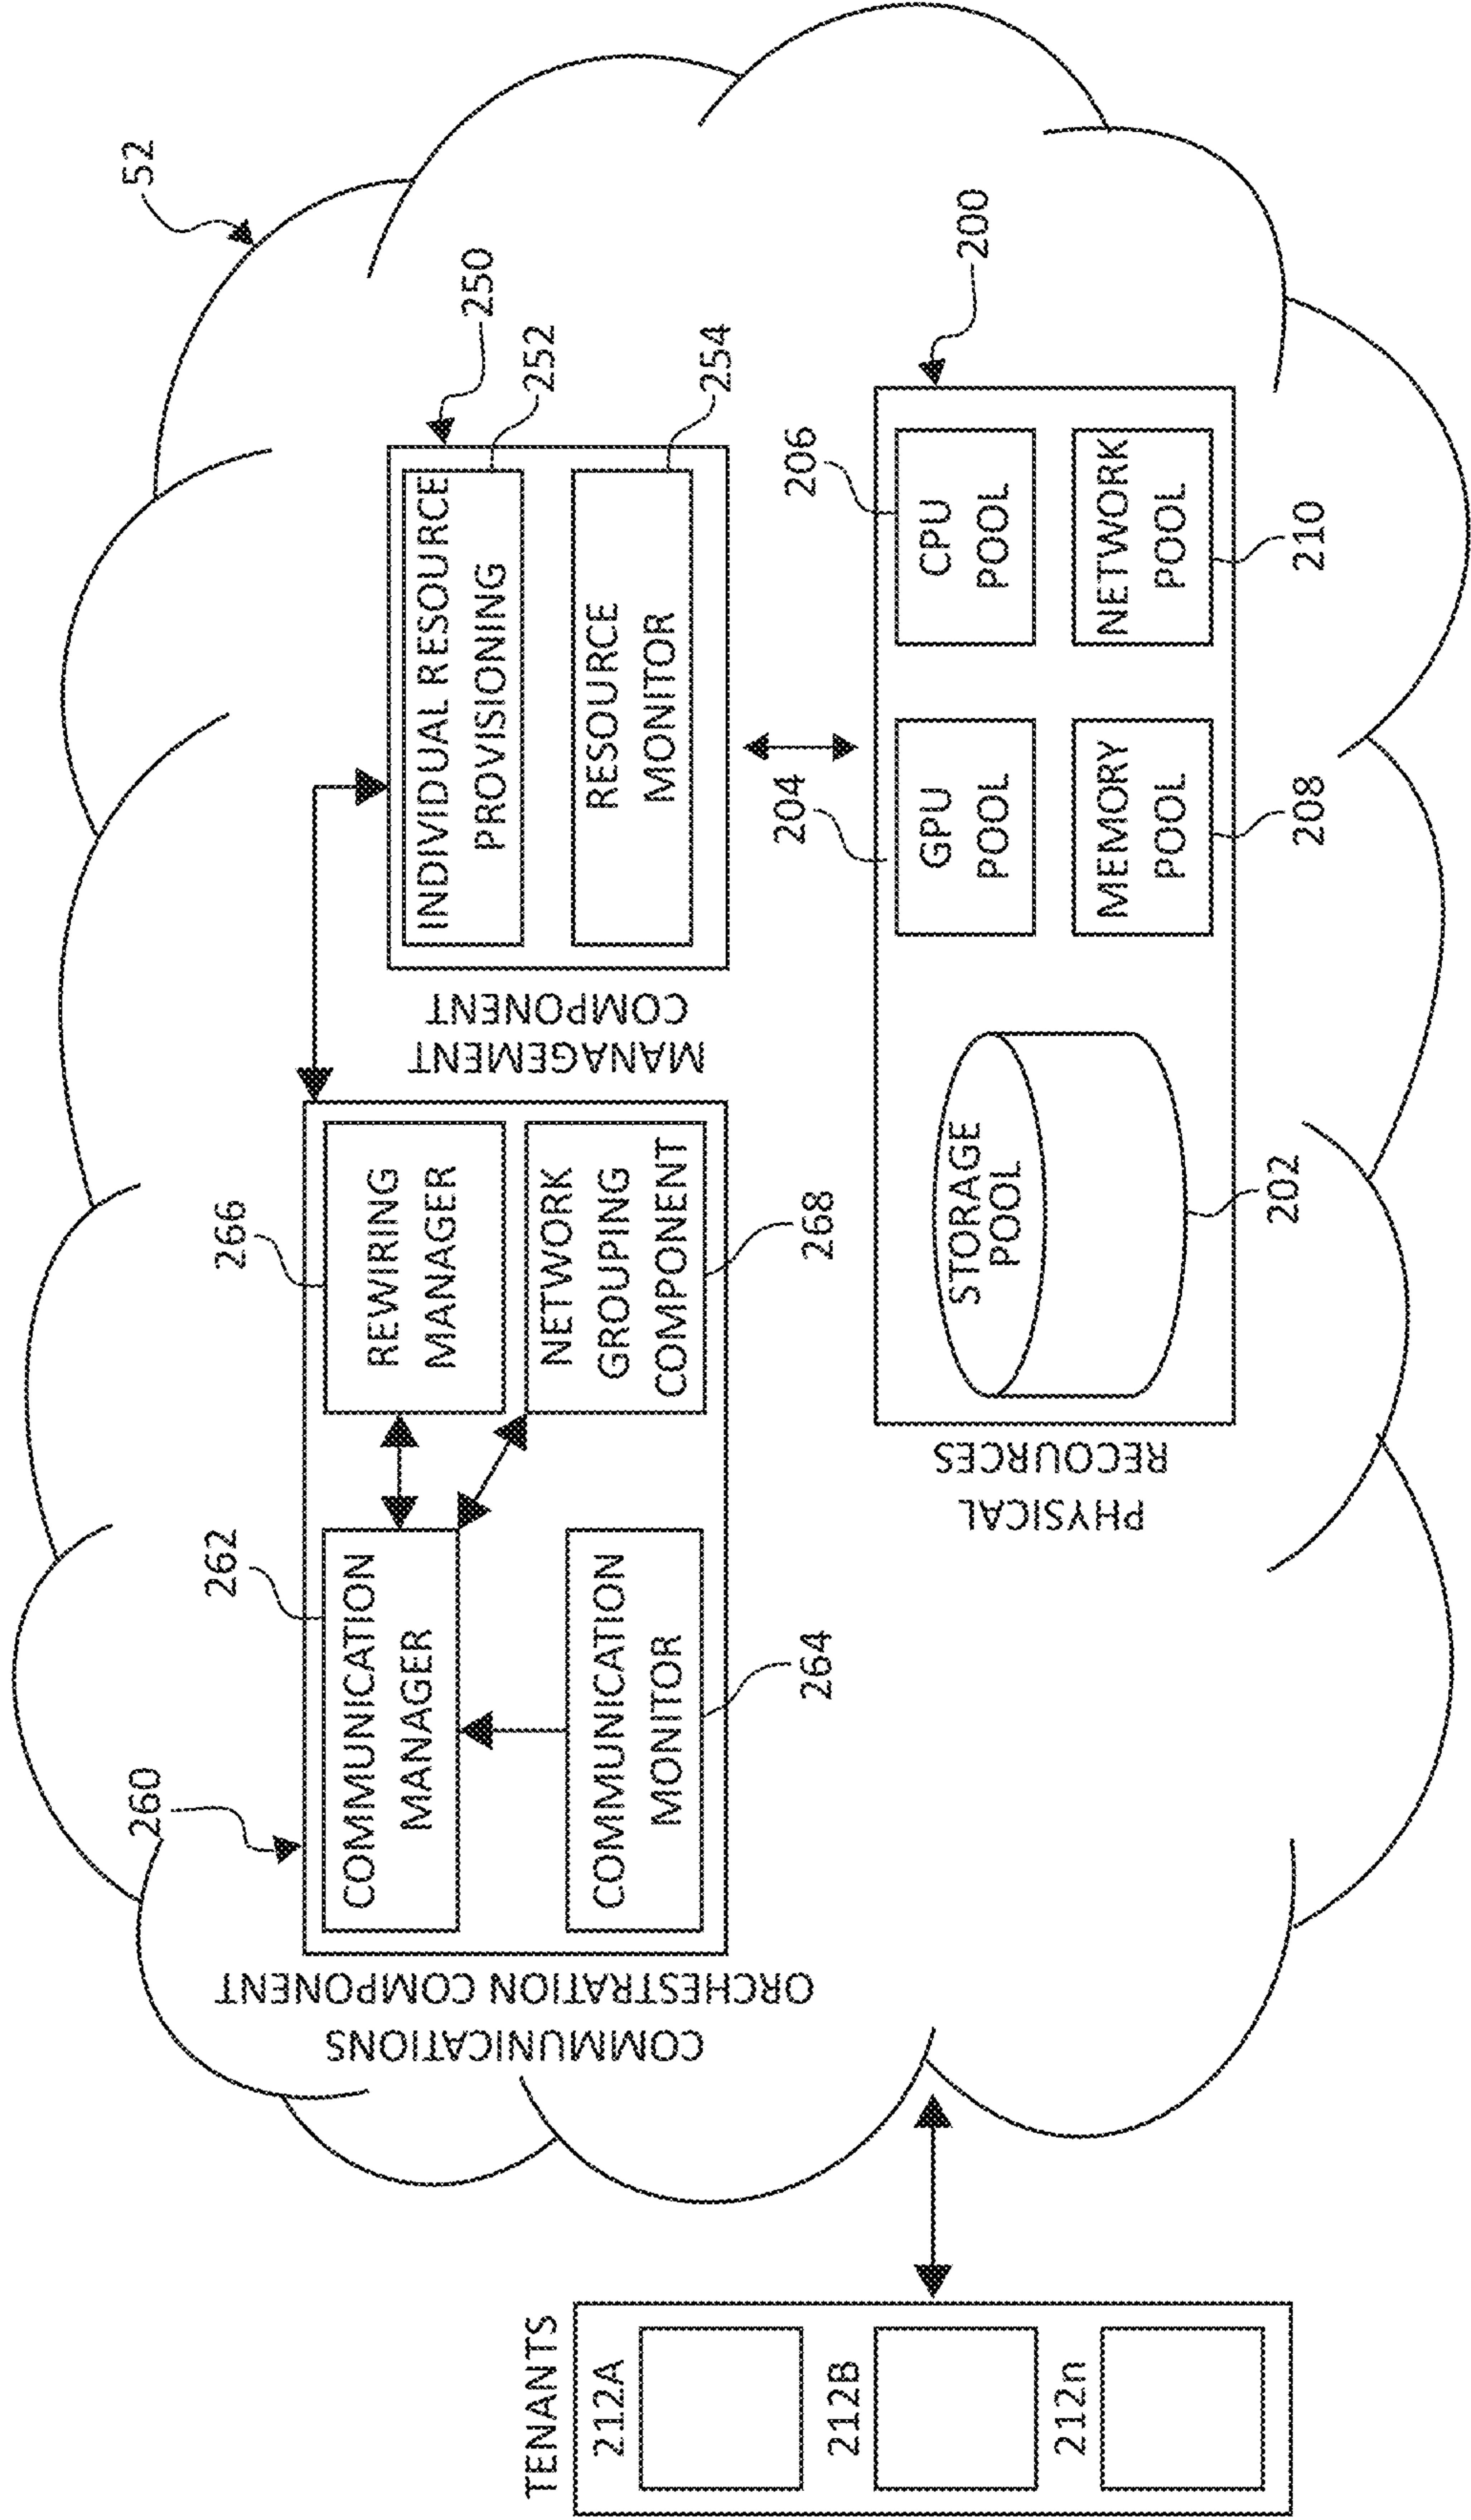 52
260
262
266
250
COMMUNICATIONS
ORCHESTRATION COMPONENT
COMMUNICATION
MANAGER
REWIRING
MANAGER
COMMUNICATION
MONITOR
NETWORK
GROUPING
COMPONENT
264
268
MANAGEMENT
COMPONENT
INDIVIDUAL RESOURCE
PROVISIONING
252
RESOURCE
MONITOR
254
TENANTS
212A
212B
212n
PHYSICAL
RECOURCES
200
STORAGE
POOL
202
204
GPU
POOL
206
CPU
POOL
MEMORY
POOL
208
NETWORK
POOL
210